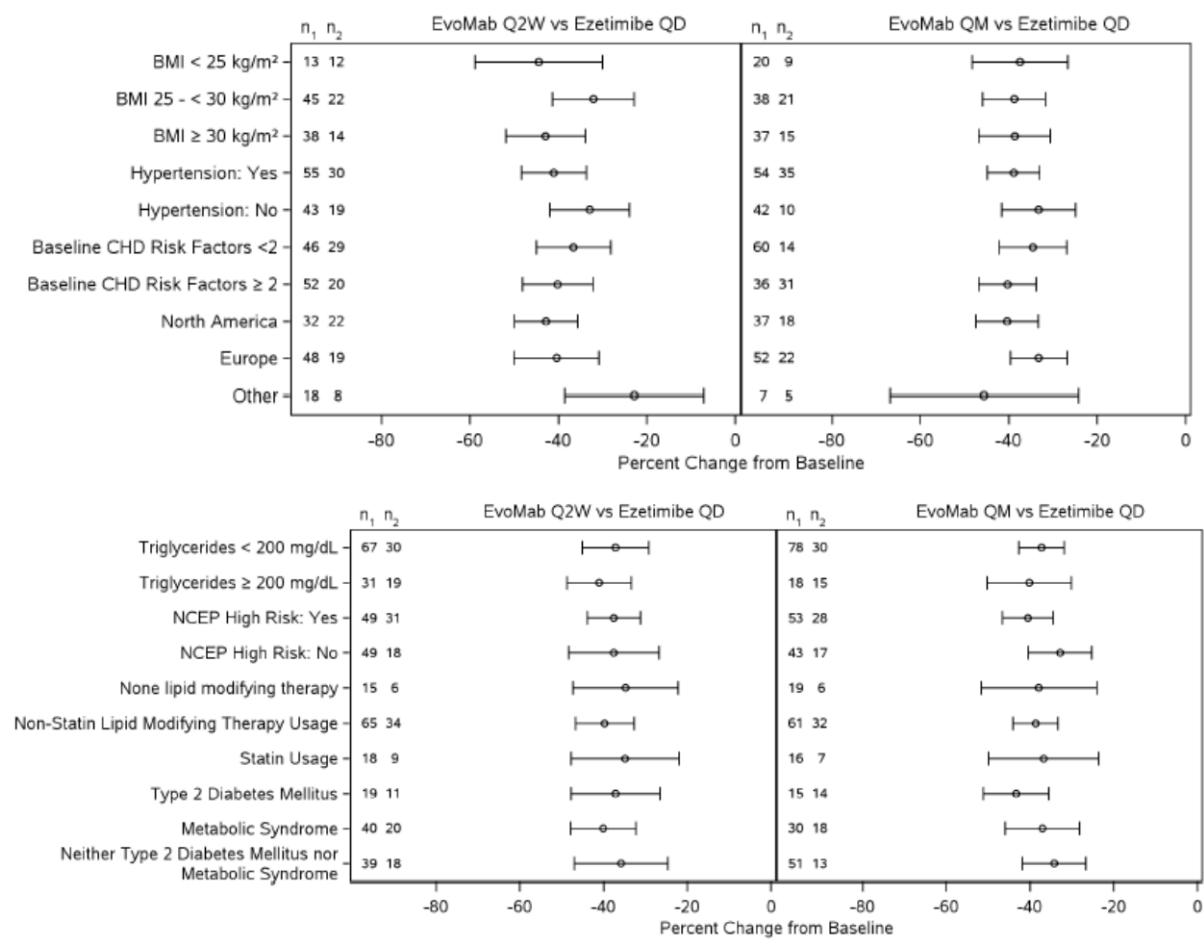 n1 n2 EvoMab Q2W vs Ezetimibe QD n1 n2 EvoMab QM vs Ezetimibe QD
BMI < 25 kg/m² 13 12 20 9
BMI 25 - < 30 kg/m² 45 22 38 21
BMI ≥ 30 kg/m² 38 14 37 15
Hypertension: Yes 55 30 54 35
Hypertension: No 43 19 42 10
Baseline CHD Risk Factors <2 46 29 60 14
Baseline CHD Risk Factors ≥ 2 52 20 36 31
North America 32 22 37 18
Europe 48 19 52 22
Other 18 8 7 5
-80 -60 -40 -20 0 -80 -60 -40 -20 0
Percent Change from Baseline
n1 n2 EvoMab Q2W vs Ezetimibe QD n1 n2 EvoMab QM vs Ezetimibe QD
Triglycerides < 200 mg/dL 67 30 78 30
Triglycerides ≥ 200 mg/dL 31 19 18 15
NCEP High Risk: Yes 49 31 53 28
NCEP High Risk: No 49 18 43 17
None lipid modifying therapy 15 6 19 6
Non-Statin Lipid Modifying Therapy Usage 65 34 61 32
Statin Usage 18 9 16 7
Type 2 Diabetes Mellitus 19 11 15 14
Metabolic Syndrome 40 20 30 18
Neither Type 2 Diabetes Mellitus nor
Metabolic Syndrome 39 18 51 13
-80 -60 -40 -20 0 -80 -60 -40 -20 0
Percent Change from Baseline